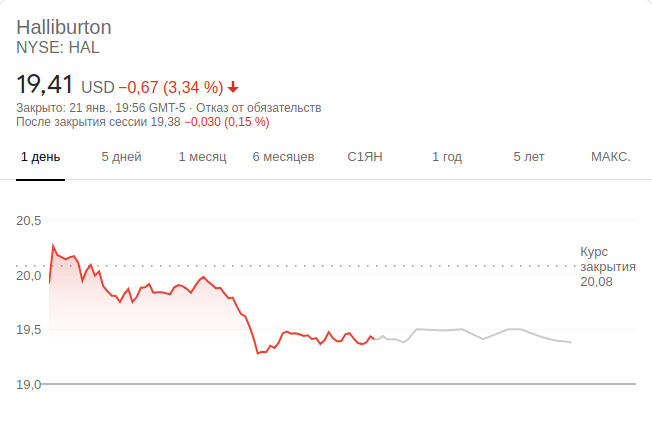 Halliburton
NYSE: HAL
19,41 USD −0,67 (3,34 %)
Закрыто: 21 янв., 19:56 GMT-5 · Отказ от обязательств
После закрытия сессии 19,38 −0,030 (0,15 %)
1 день 5 дней 1 месяц 6 месяцев С1ЯН 1 год 5 лет МАКС.
20,5
Курс
закрытия
20,08
20,0
19,5
19,0